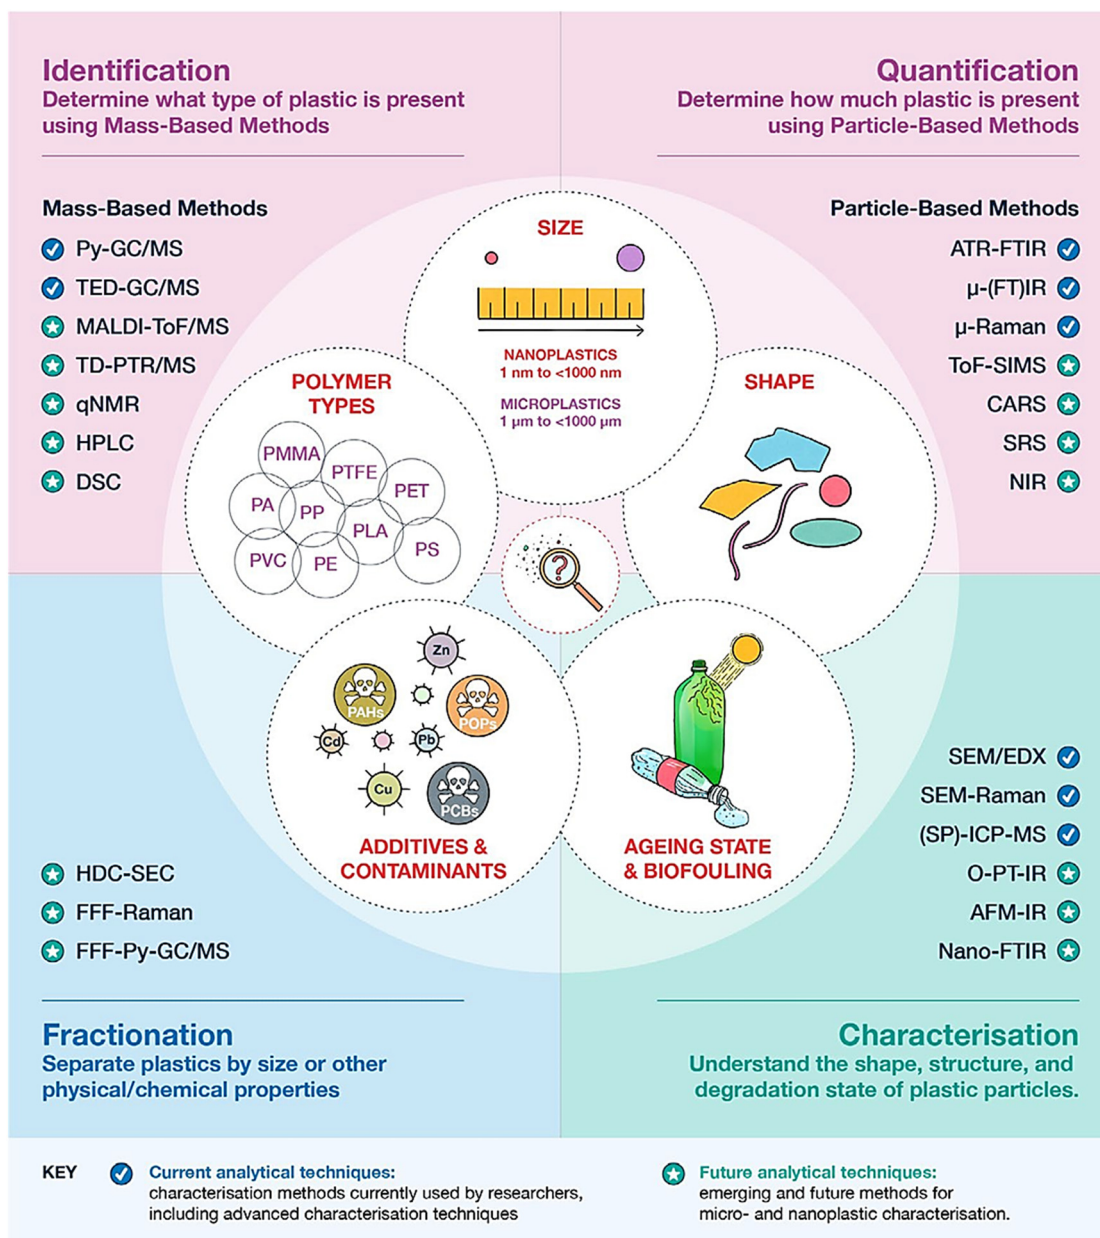 Identification
Determine what type of plastic is present
using Mass-Based Methods
Quantification
Determine how much plastic is present
using Particle-Based Methods
Mass-Based Methods
Py-GC/MS
TED-GC/MS
MALDI-ToF/MS
TD-PTR/MS
qNMR
HPLC
DSC
Particle-Based Methods
ATR-FTIR
µ-(FT)IR
µ-Raman
ToF-SIMS
CARS
SRS
NIR
SIZE
NANOPLASTICS
1 nm to <1000 nm
MICROPLASTICS
1 µm to <1000 µm
POLYMER
TYPES
PMMA
PTFE
PET
PA
PP
PLA
PS
PVC
PE
SHAPE
?
Zn
PAHs
POPs
Cd
Pb
Cu
PCBs
ADDITIVES &
CONTAMINANTS
AGEING STATE
& BIOFOULING
HDC-SEC
FFF-Raman
FFF-Py-GC/MS
SEM/EDX
SEM-Raman
(SP)-ICP-MS
O-PT-IR
AFM-IR
Nano-FTIR
Fractionation
Separate plastics by size or other
physical/chemical properties
Characterisation
Understand the shape, structure, and
degradation state of plastic particles.
KEY
Current analytical techniques:
characterisation methods currently used by researchers,
including advanced characterisation techniques
Future analytical techniques:
emerging and future methods for
micro- and nanoplastic characterisation.